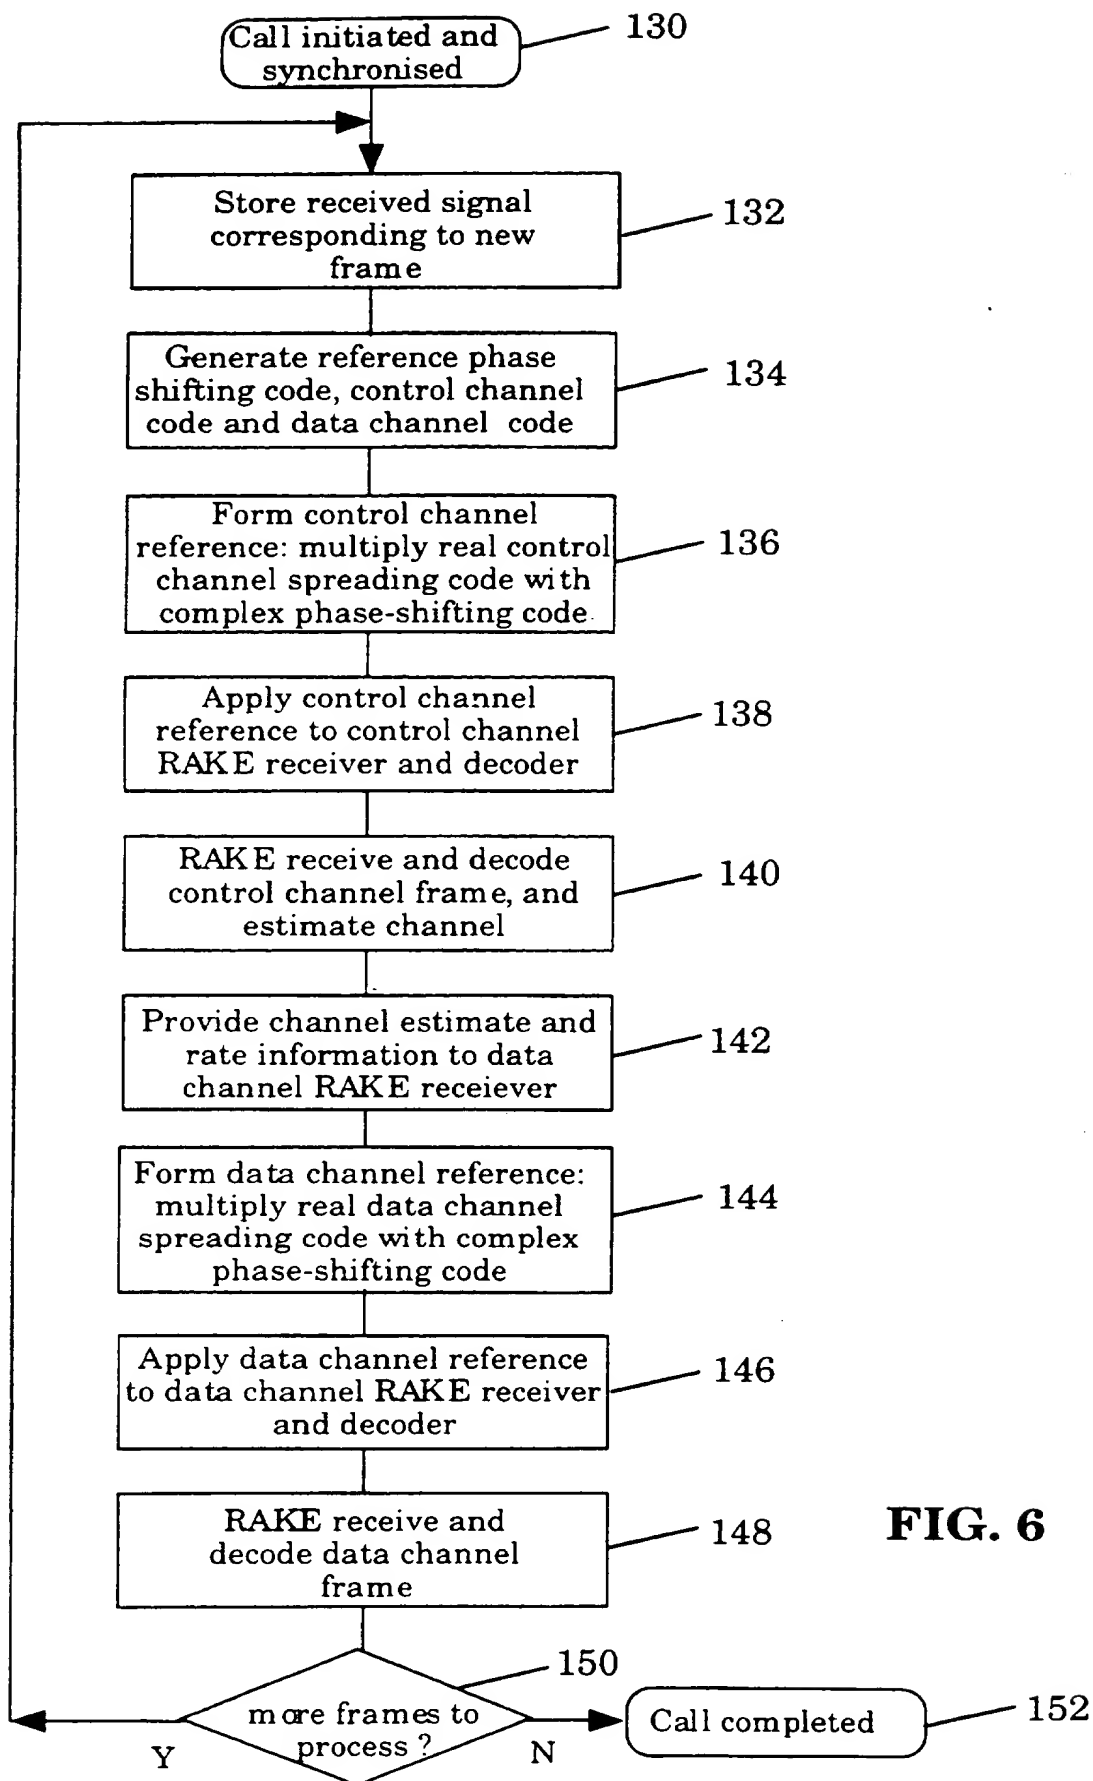 Call initiated and
synchronised
130
Store received signal
corresponding to new
frame
132
Generate reference phase
shifting code, control channel
code and data channel code
134
Form control channel
reference: multiply real control
channel spreading code with
complex phase-shifting code
136
Apply control channel
reference to control channel
RAKE receiver and decoder
138
RAKE receive and decode
control channel frame, and
estimate channel
140
Provide channel estimate and
rate information to data
channel RAKE receiever
142
Form data channel reference:
multiply real data channel
spreading code with complex
phase-shifting code
144
Apply data channel reference
to data channel RAKE receiver
and decoder
146
RAKE receive and
decode data channel
frame
148
FIG. 6
more frames to
process ?
150
Y
N
Call completed
152